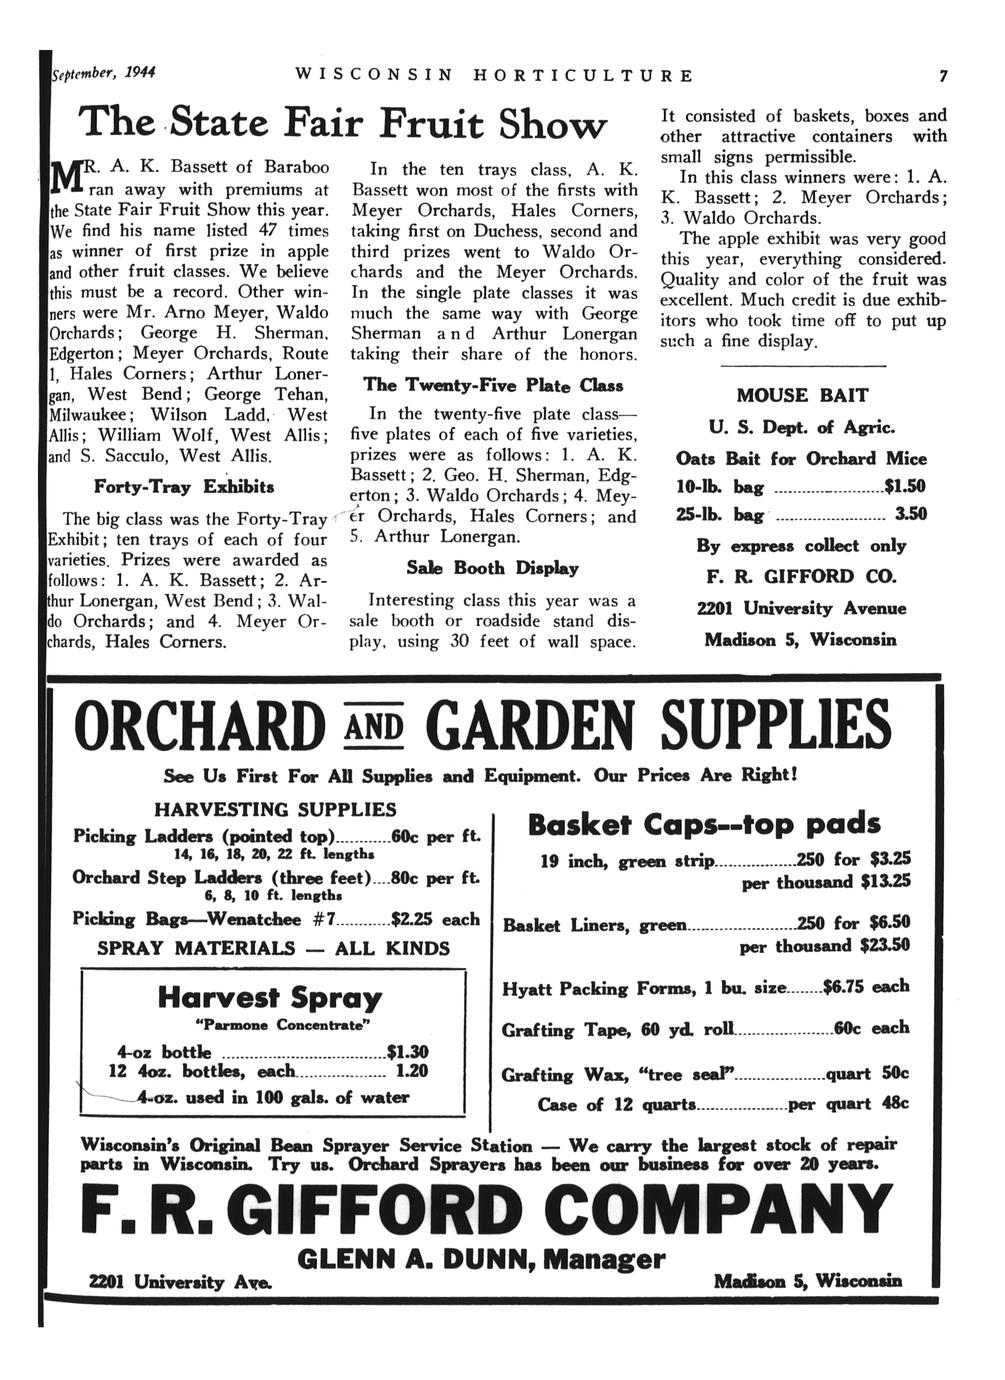 September, 1944
WISCONSIN HORTICULTURE
7
The State Fair Fruit Show
MR. A. K. Bassett of Baraboo
ran away with premiums at
the State Fair Fruit Show this year.
We find his name listed 47 times
as winner of first prize in apple
and other fruit classes. We believe
this must be a record. Other win-
ners were Mr. Arno Meyer, Waldo
Orchards; George H. Sherman,
Edgerton; Meyer Orchards, Route
1, Hales Corners; Arthur Loner-
gan, West Bend; George Tehan,
Milwaukee; Wilson Ladd, West
Allis; William Wolf, West Allis;
and S. Sacculo, West Allis.
Forty-Tray Exhibits
The big class was the Forty-Tray
Exhibit; ten trays of each of four
varieties. Prizes were awarded as
follows: 1. A. K. Bassett; 2. Ar-
thur Lonergan, West Bend; 3. Wal-
do Orchards; and 4. Meyer Or-
chards, Hales Corners.
In the ten trays class, A. K.
Bassett won most of the firsts with
Meyer Orchards, Hales Corners,
taking first on Duchess, second and
third prizes went to Waldo Or-
chards and the Meyer Orchards.
In the single plate classes it was
much the same way with George
Sherman and Arthur Lonergan
taking their share of the honors.
The Twenty-Five Plate Class
In the twenty-five plate class—
five plates of each of five varieties,
prizes were as follows: 1. A. K.
Bassett; 2. Geo. H. Sherman, Edg-
erton; 3. Waldo Orchards; 4. Mey-
er Orchards, Hales Corners; and
5. Arthur Lonergan.
Sale Booth Display
Interesting class this year was a
sale booth or roadside stand dis-
play, using 30 feet of wall space.
It consisted of baskets, boxes and
other attractive containers with
small signs permissible.
In this class winners were: 1. A.
K. Bassett; 2. Meyer Orchards;
3. Waldo Orchards.
The apple exhibit was very good
this year, everything considered.
Quality and color of the fruit was
excellent. Much credit is due exhib-
itors who took time off to put up
such a fine display.
MOUSE BAIT
U. S. Dept. of Agric.
Oats Bait for Orchard Mice
10-lb. bag ........................$1.50
25-lb. bag ........................ 3.50
By express collect only
F. R. GIFFORD CO.
2201 University Avenue
Madison 5, Wisconsin
ORCHARD AND GARDEN SUPPLIES
See Us First For All Supplies and Equipment. Our Prices Are Right!
HARVESTING SUPPLIES
Picking Ladders (pointed top)...........60c per ft.
14, 16, 18, 20, 22 ft. lengths
Orchard Step Ladders (three feet)....80c per ft.
6, 8, 10 ft. lengths
Picking Bags—Wenatchee #7...........$2.25 each
SPRAY MATERIALS — ALL KINDS
Harvest Spray
"Parmone Concentrate"
4-oz bottle .................................$1.30
12 4oz. bottles, each.................. 1.20
4-oz. used in 100 gals. of water
Basket Caps--top pads
19 inch, green strip.................250 for $3.25
per thousand $13.25
Basket Liners, green......................250 for $6.50
per thousand $23.50
Hyatt Packing Forms, 1 bu. size.......$6.75 each
Grafting Tape, 60 yd. roll....................60c each
Grafting Wax, "tree seal"..................quart 50c
Case of 12 quarts..................per quart 48c
Wisconsin's Original Bean Sprayer Service Station — We carry the largest stock of repair
parts in Wisconsin. Try us. Orchard Sprayers has been our business for over 20 years.
F. R. GIFFORD COMPANY
GLENN A. DUNN, Manager
2201 University Ave.
Madison 5, Wisconsin